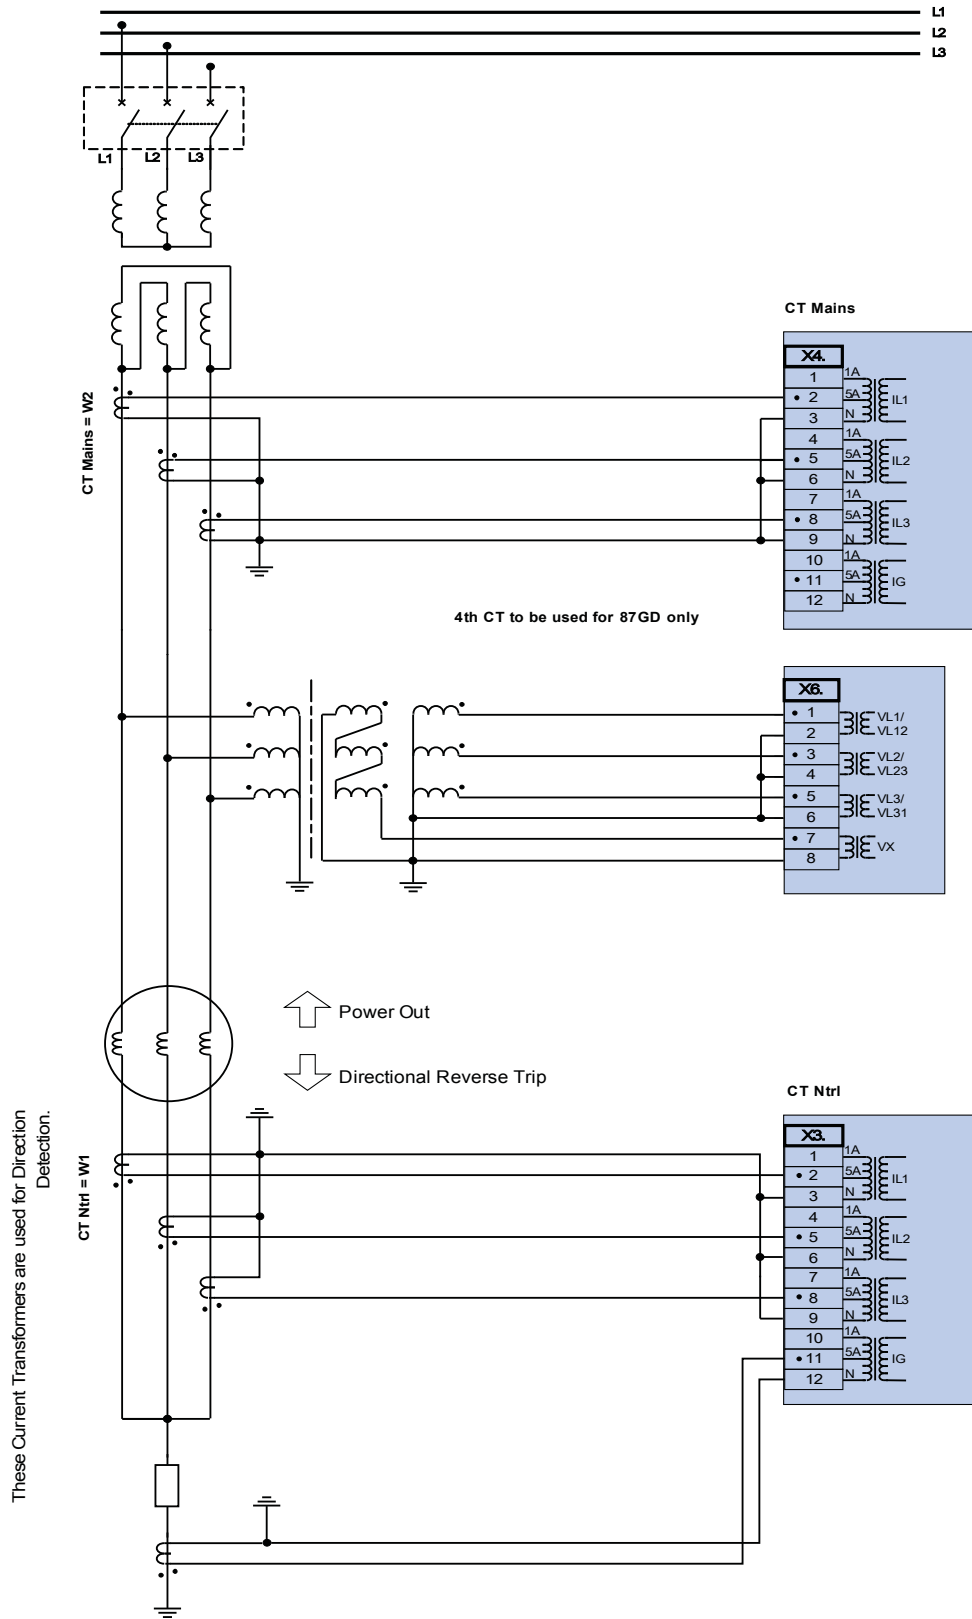 L1
L2
L3
L1 L2 L3
CT Mains = W2
CT Mains
X4.
1 1A
2 5A IL1
3 N
4 1A
5 5A IL2
6 N
7 1A
8 5A IL3
9 N
10 1A
11 5A IG
12 N
4th CT to be used for 87GD only
X6.
1 VL1/
2 VL12
3 VL2/
4 VL23
5 VL3/
6 VL31
7 VX
8
Power Out
Directional Reverse Trip
These Current Transformers are used for Direction
Detection.
CT Ntrl = W1
CT Ntrl
X3.
1 1A
2 5A IL1
3 N
4 1A
5 5A IL2
6 N
7 1A
8 5A IL3
9 N
10 1A
11 5A IG
12 N